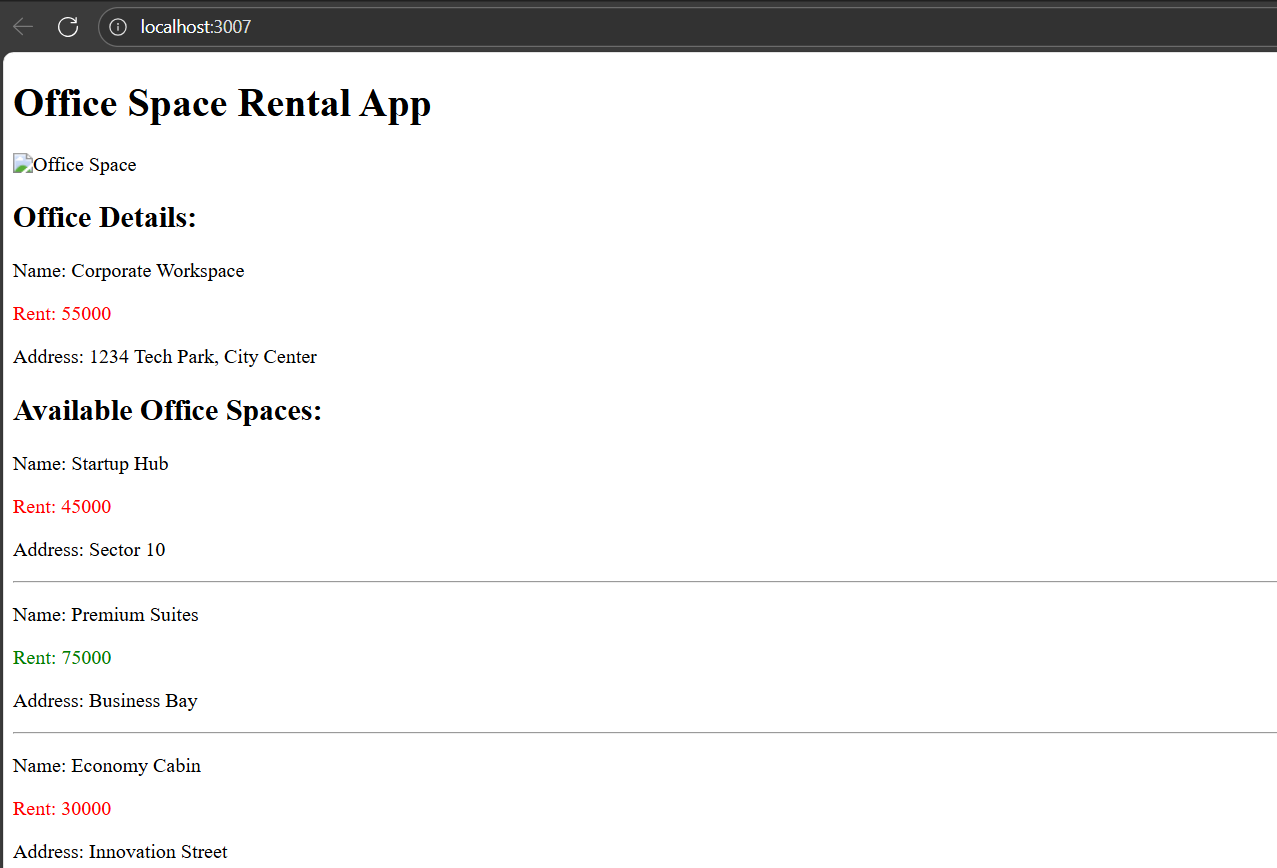 localhost:3007
Office Space Rental App
Office Space
Office Details:
Name: Corporate Workspace
Rent: 55000
Address: 1234 Tech Park, City Center
Available Office Spaces:
Name: Startup Hub
Rent: 45000
Address: Sector 10
Name: Premium Suites
Rent: 75000
Address: Business Bay
Name: Economy Cabin
Rent: 30000
Address: Innovation Street